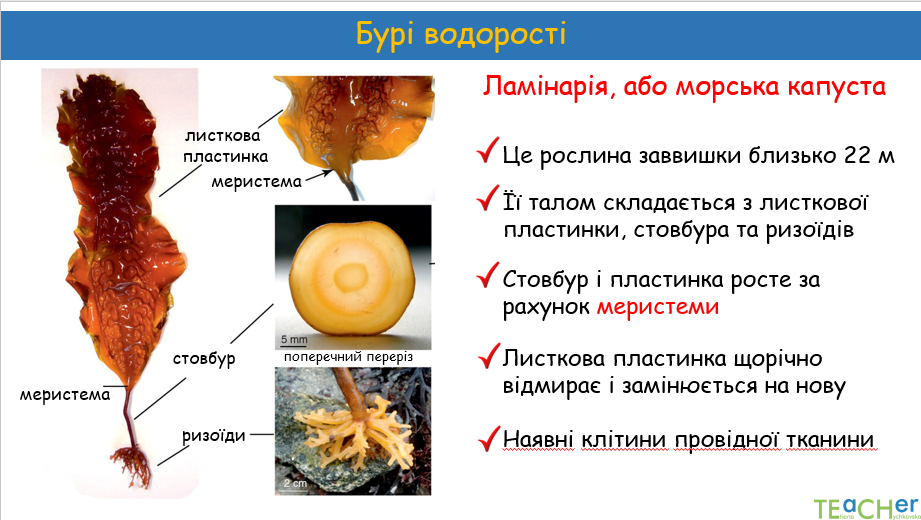 Бурі водорості
листкова
пластинка
меристема
5 mm
поперечний переріз
стовбур
меристема
ризоїди
2 cm
Ламінарія, або морська капуста
Це рослина заввишки близько 22 м
Її талом складається з листкової
пластинки, стовбура та ризоїдів
Стовбур і пластинка росте за
рахунок меристеми
Листкова пластинка щорічно
відмирає і замінюється на нову
Наявні клітини провідної тканини
TEaCHer